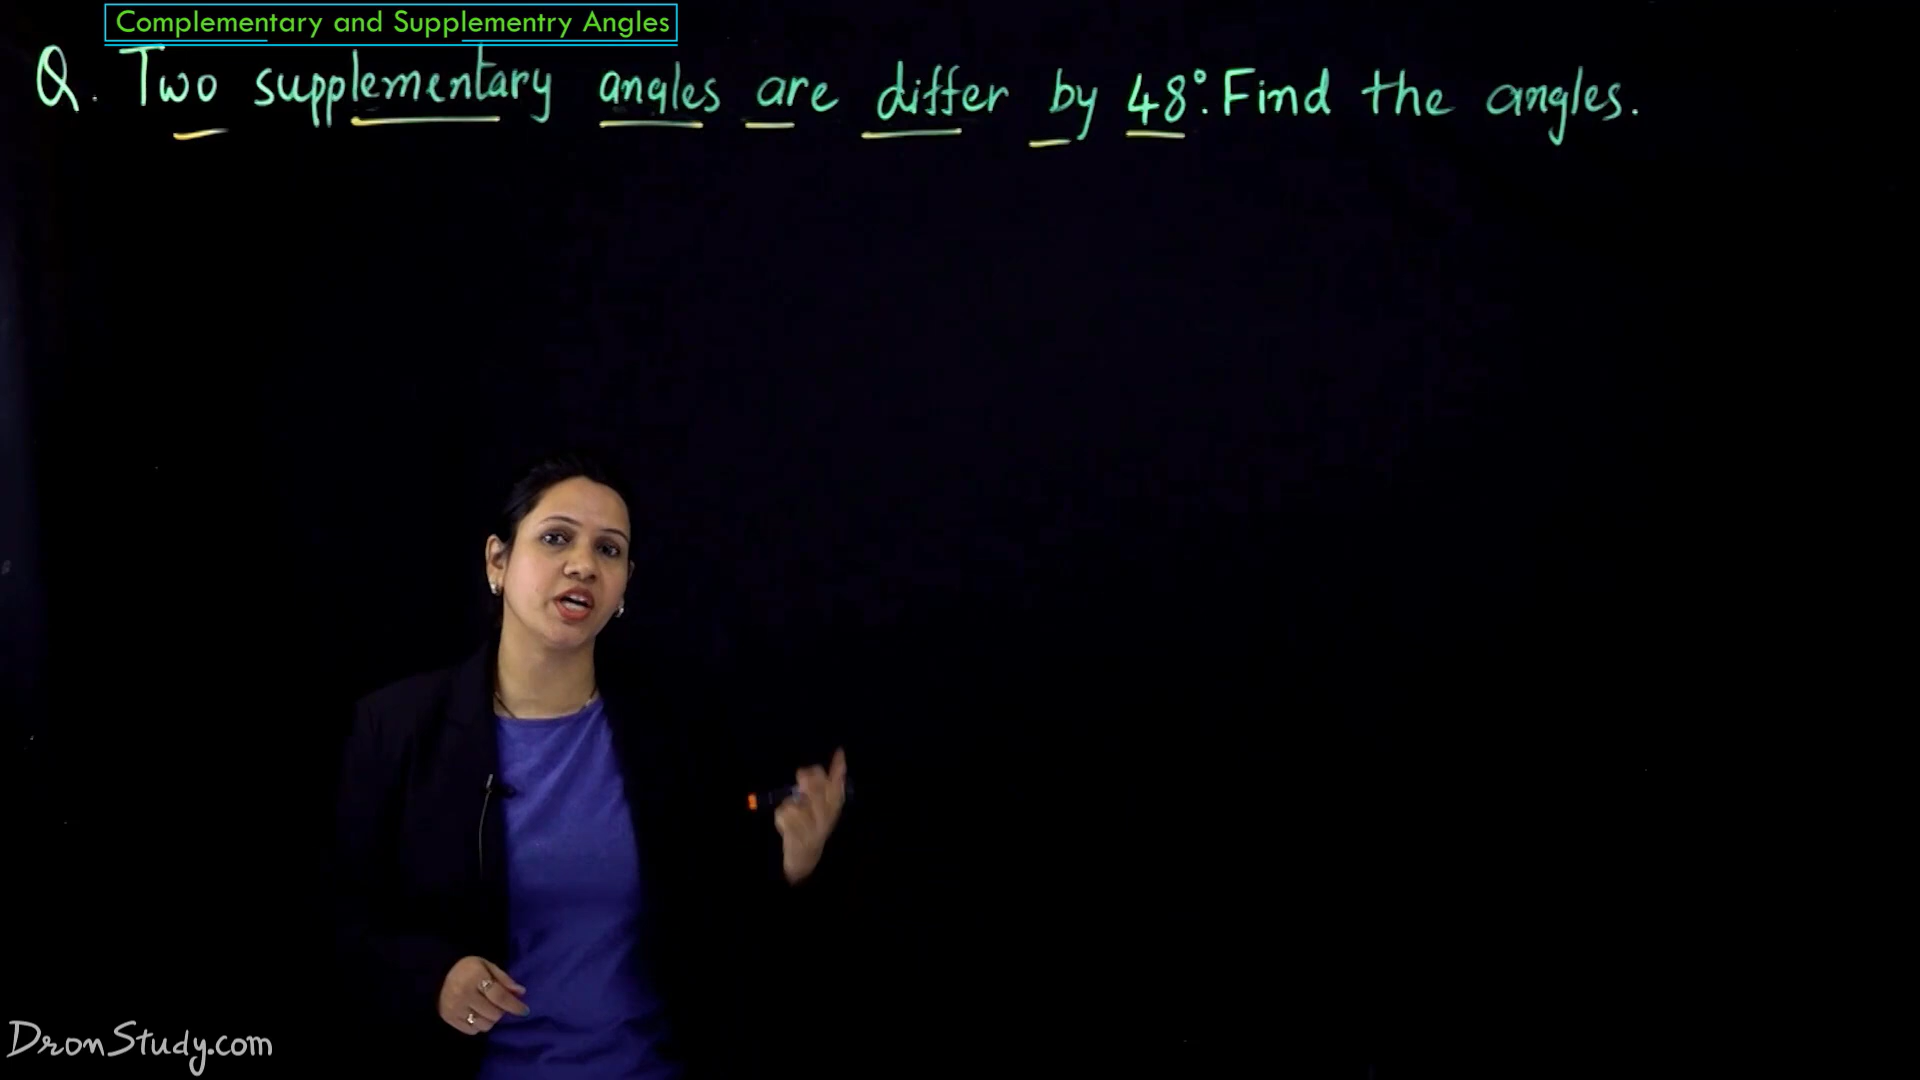 Complementary and Supplementry Angles
Q. Two supplementary angles are differ by 48°. Find the angles.
DronStudy.com